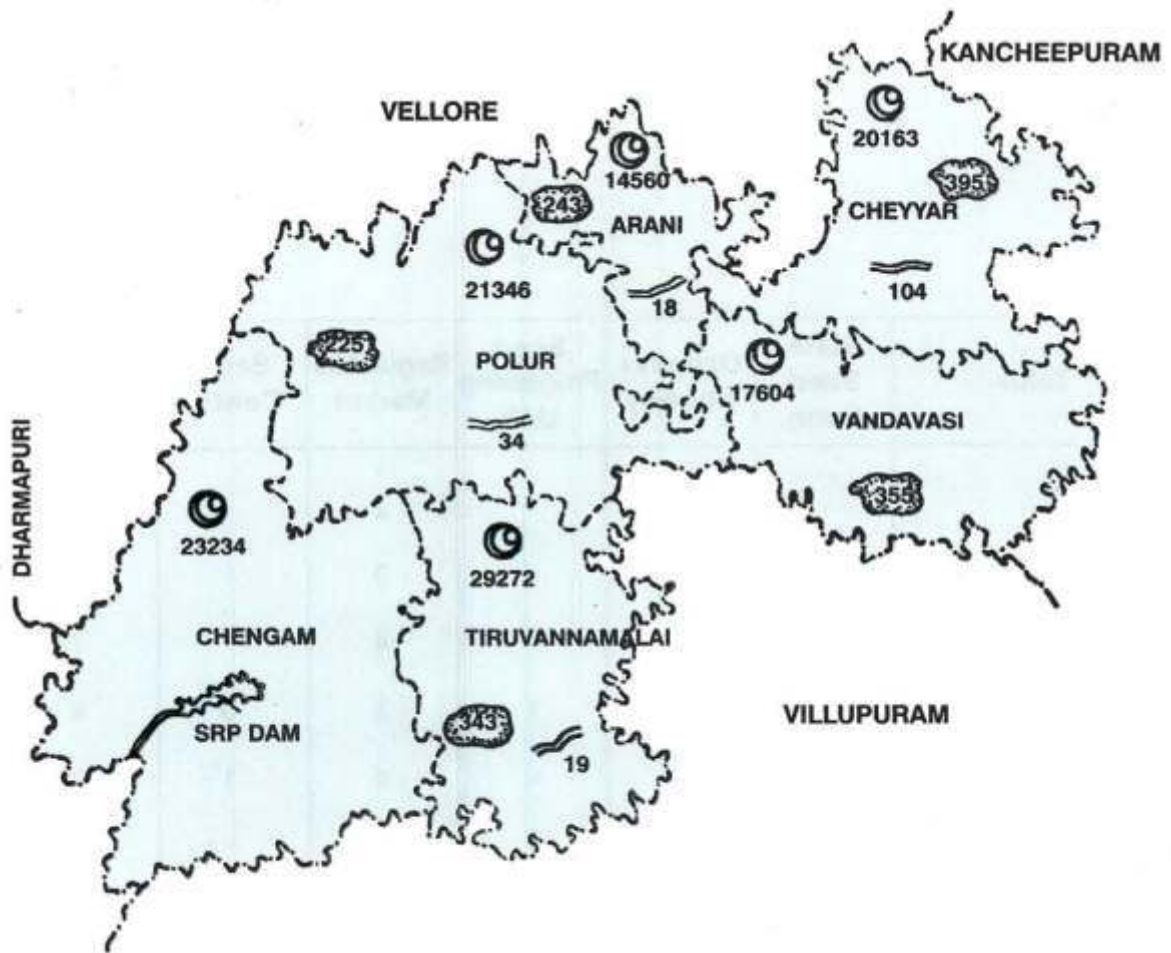 KANCHEEPURAM
VELLORE
20163
14560
395
243
CHEYYAR
ARANI
21346
104
18
225
POLUR
17604
VANDAVASI
34
355
DHARMAPURI
23234
29272
CHENGAM
TIRUVANNAMALAI
343
VILLUPURAM
SRP DAM
19